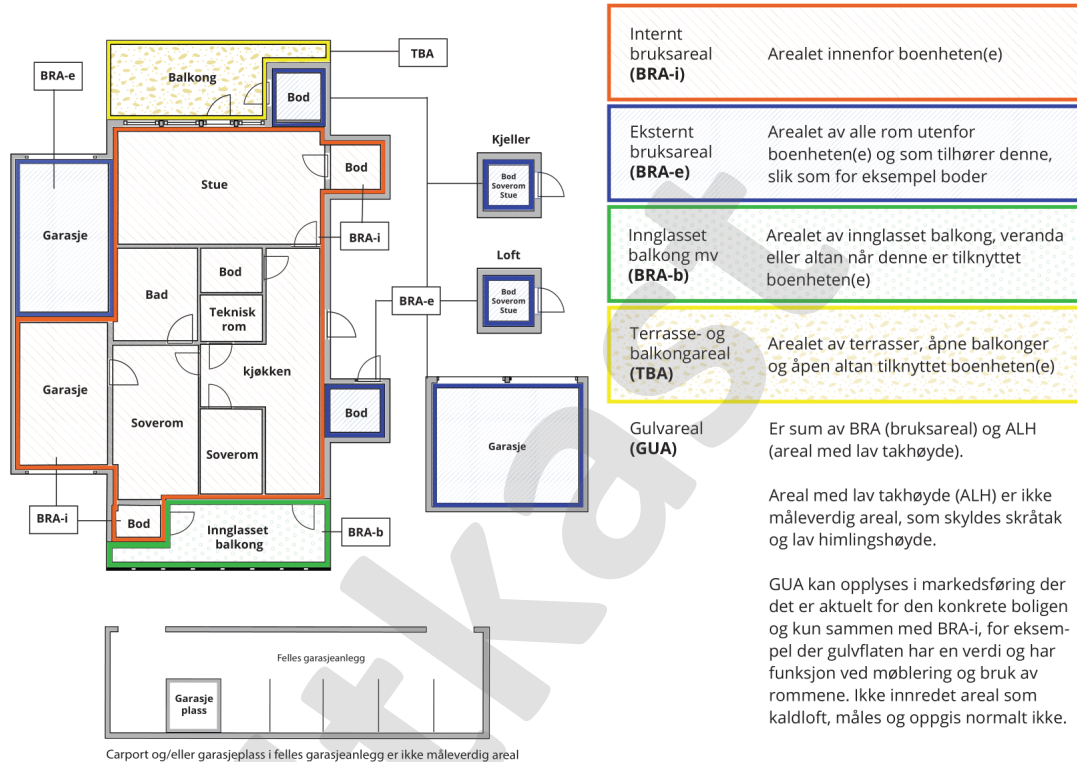 TBA
BRA-e
Balkong
Bod
Kjeller
Bod
Soverom
Stue
Stue
Bod
Garasje
BRA-i
Loft
Bod
Soverom
Stue
Bad
Bod
Teknisk
rom
BRA-e
kjøkken
Garasje
Soverom
Bod
Garasje
Soverom
BRA-i
Bod
Innglasset
balkong
BRA-b
Felles garasjeanlegg
Garasje
plass
Carport og/eller garasjeplass i felles garasjeanlegg er ikke måleverdig areal
Internt
bruksareal
(BRA-i)
Arealet innenfor boenheten(e)
Eksternt
bruksareal
(BRA-e)
Arealet av alle rom utenfor
boenheten(e) og som tilhører denne,
slik som for eksempel boder
Innglasset
balkong mv
(BRA-b)
Arealet av innglasset balkong, veranda
eller altan når denne er tilknyttet
boenheten(e)
Terrasse- og
balkongareal
(TBA)
Arealet av terrasser, åpne balkonger
og åpen altan tilknyttet boenheten(e)
Gulvareal
(GUA)
Er sum av BRA (bruksareal) og ALH
(areal med lav takhøyde).
Areal med lav takhøyde (ALH) er ikke
måleverdig areal, som skyldes skråtak
og lav himlingshøyde.
GUA kan opplyses i markedsføring der
det er aktuelt for den konkrete boligen
og kun sammen med BRA-i, for eksem-
pel der gulvflaten har en verdi og har
funksjon ved møblering og bruk av
rommene. Ikke innredet areal som
kaldloft, måles og oppgis normalt ikke.
tkast